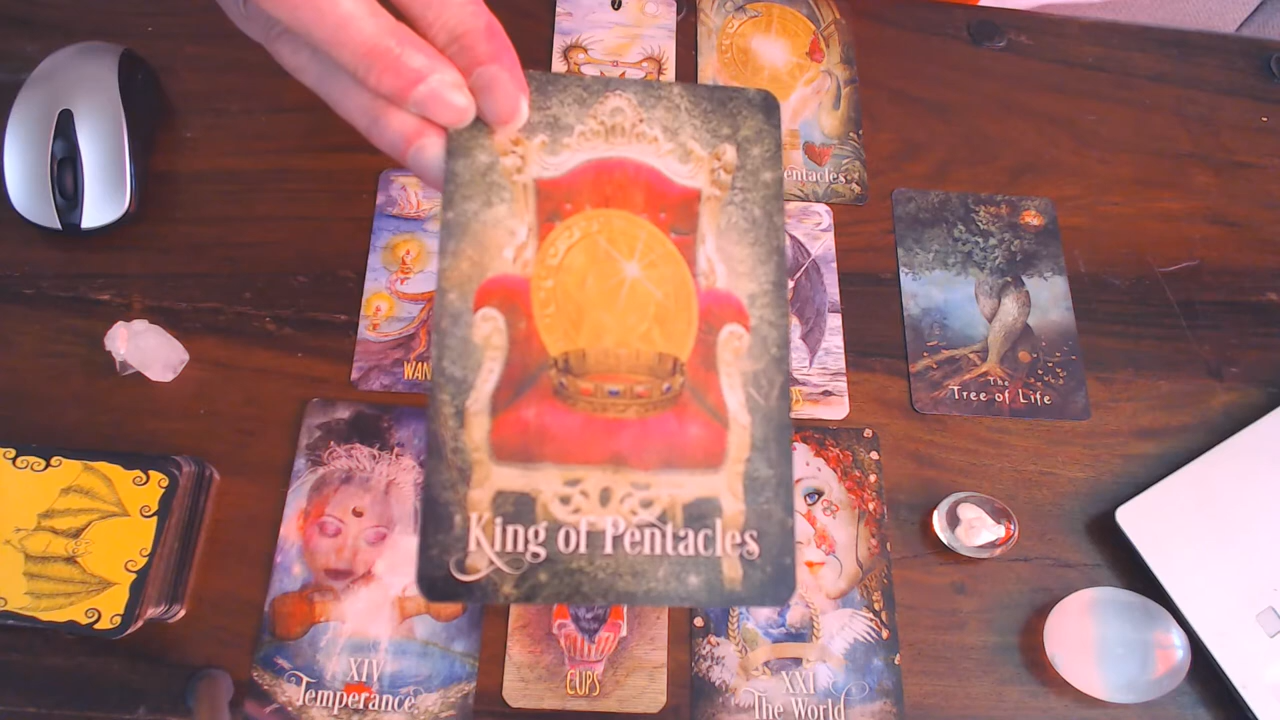 entacles
WAN
The
Tree of Life
King of Pentacles
XIV
Temperance
CUPS
XXI
The World